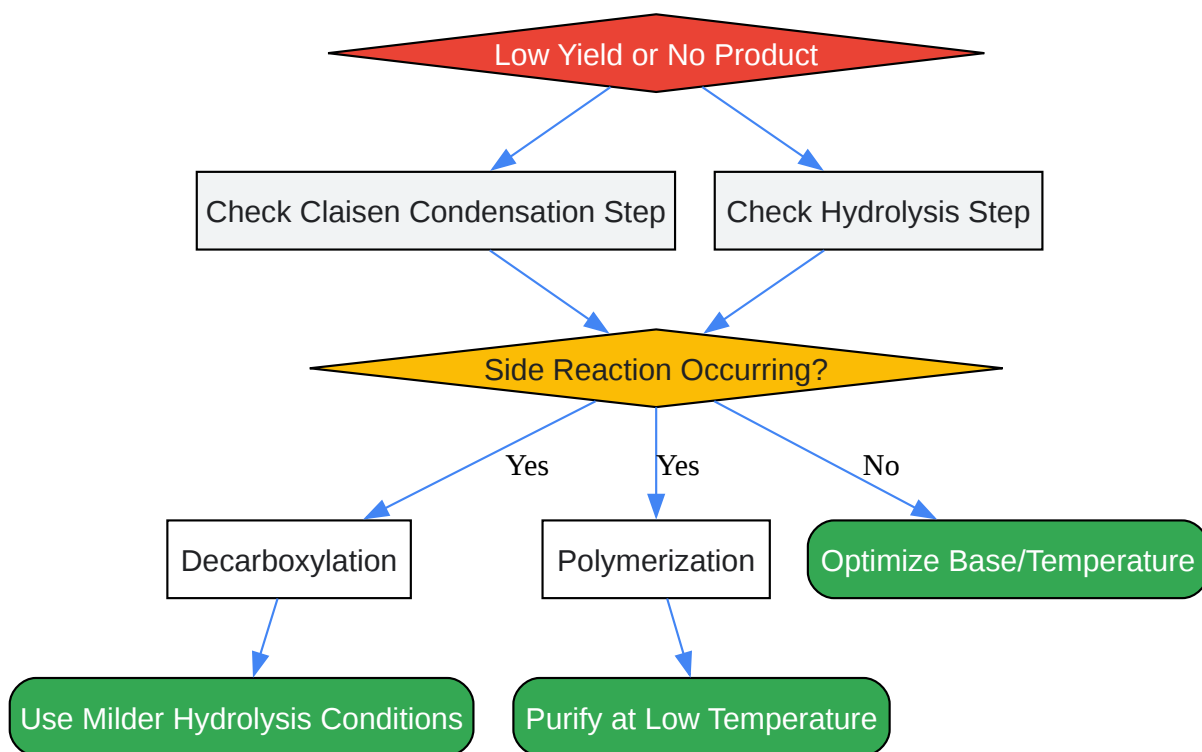 Low Yield or No Product
Check Claisen Condensation Step
Check Hydrolysis Step
Side Reaction Occurring?
Yes
Yes
No
Decarboxylation
Polymerization
Optimize Base/Temperature
Use Milder Hydrolysis Conditions
Purify at Low Temperature